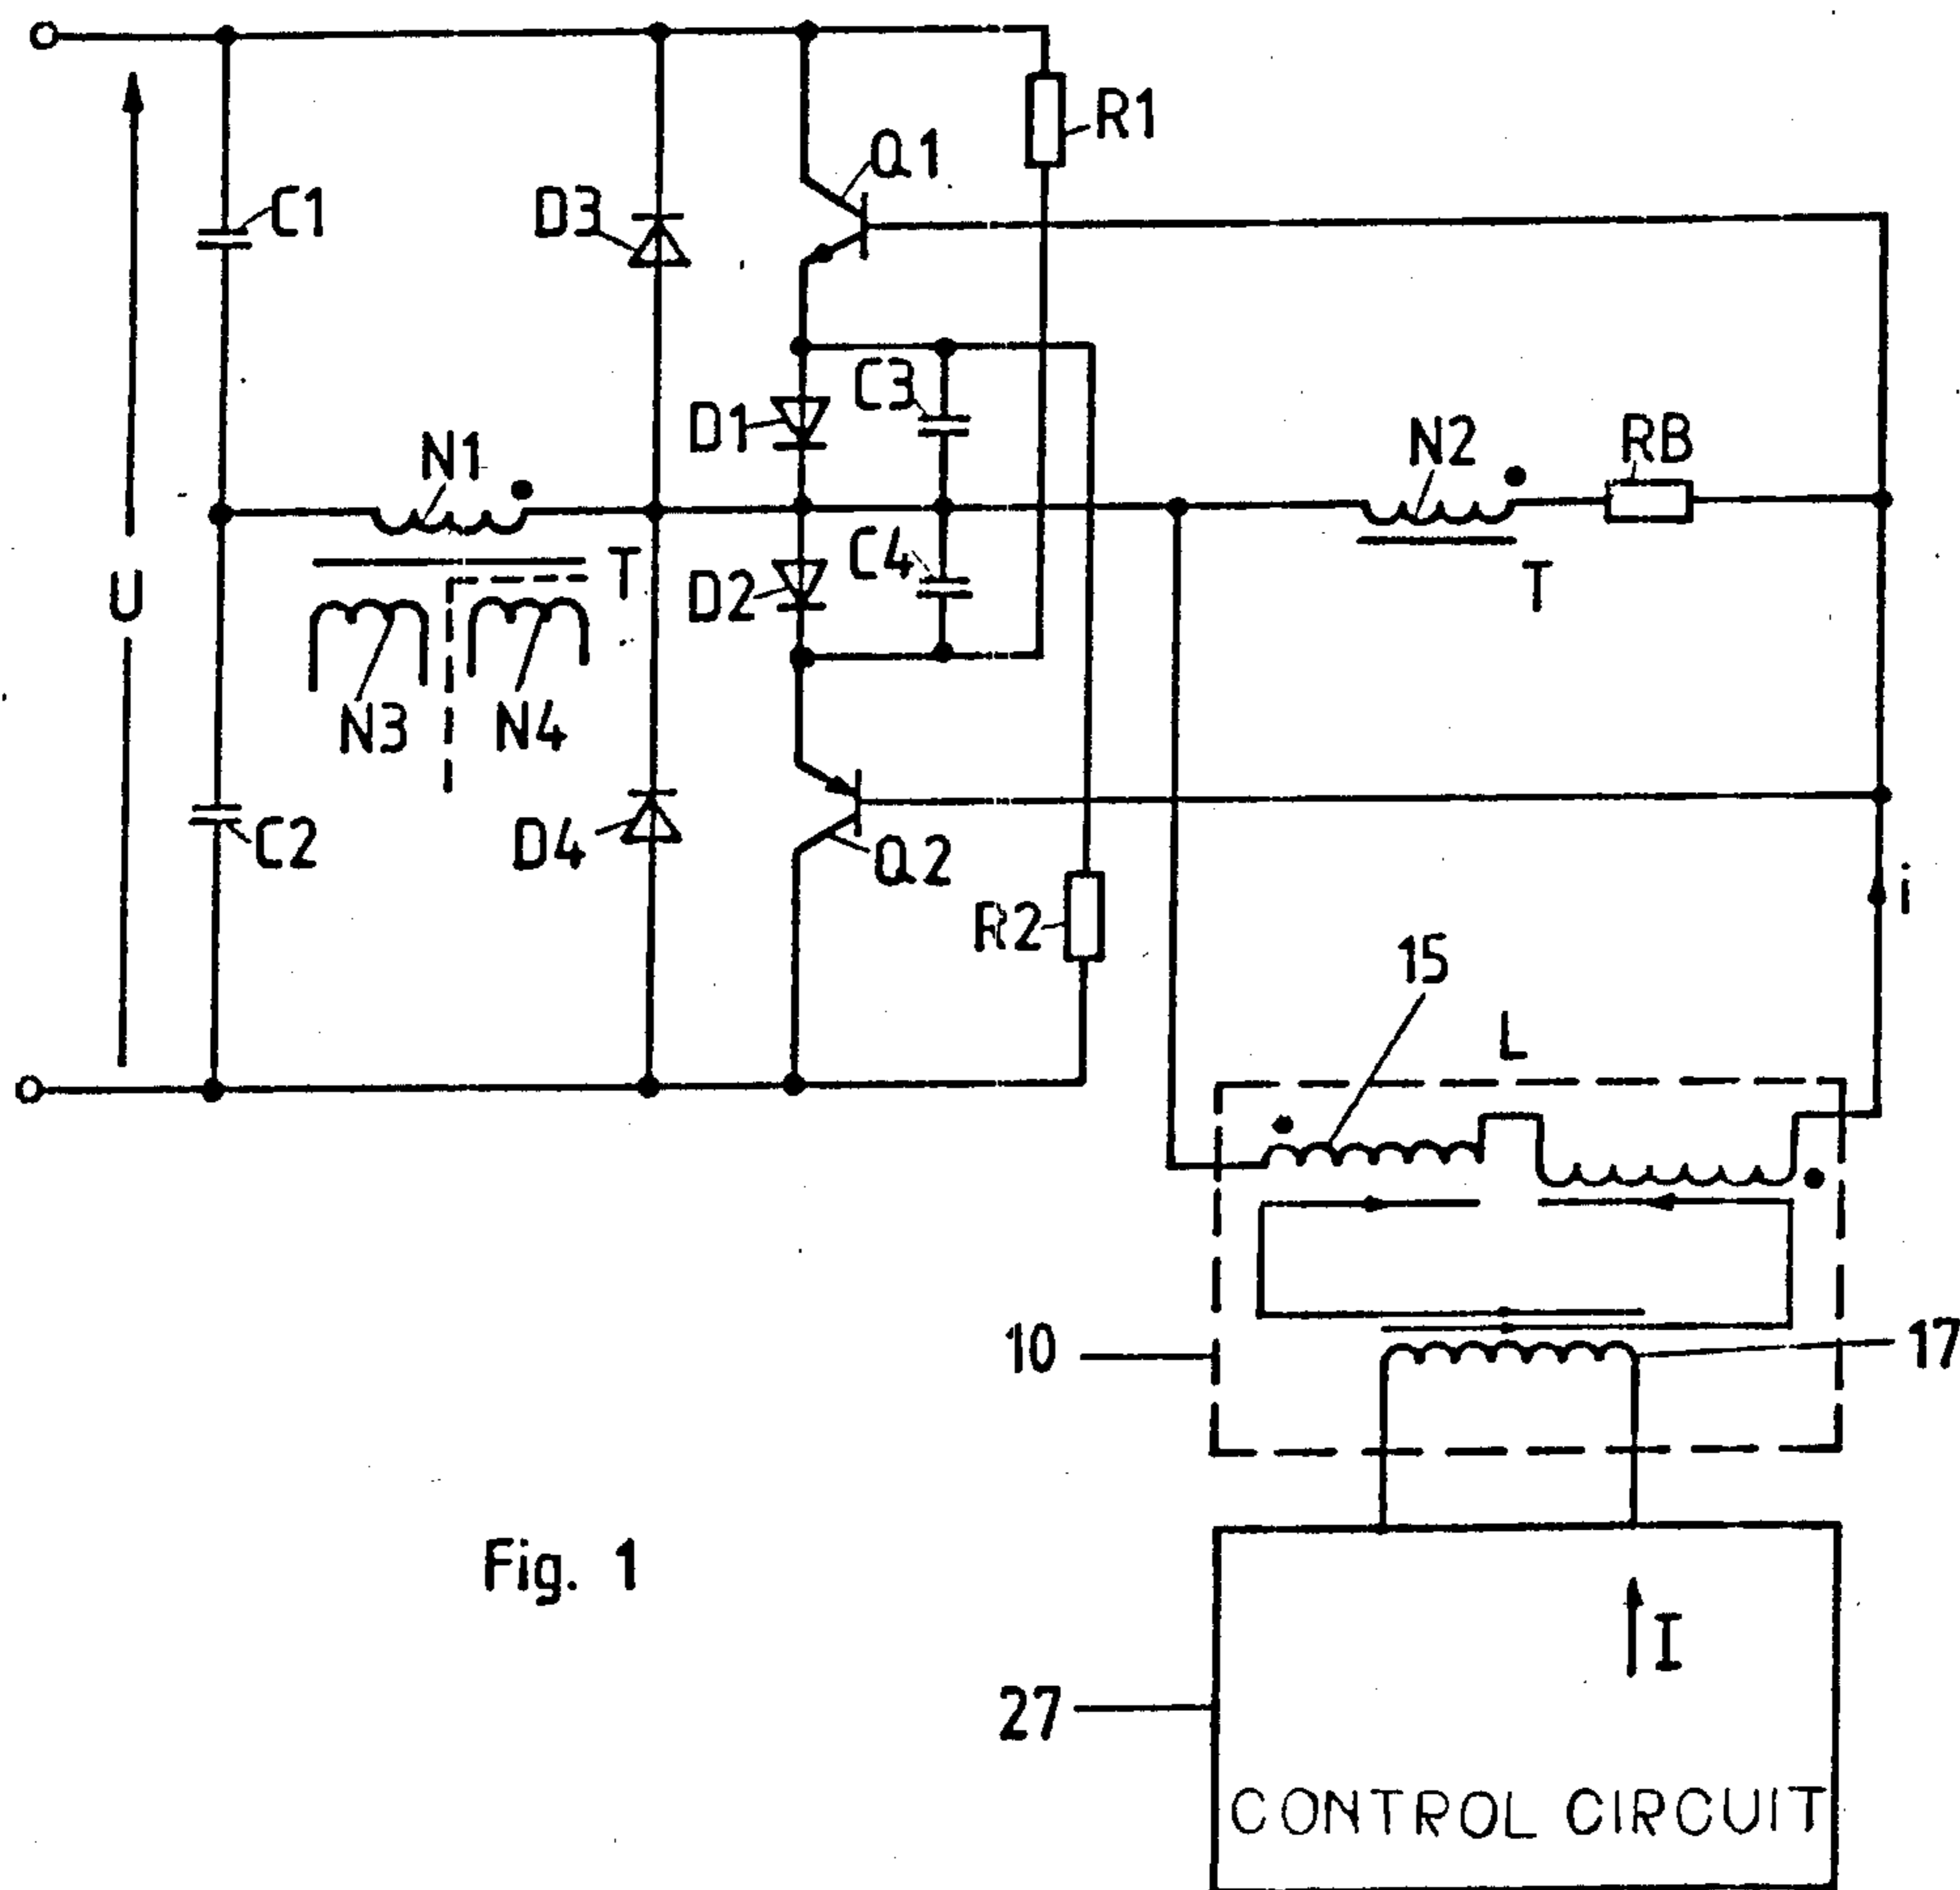 R1
Q1
C1
D3
C3
D1
N1
N2
RB
C4
T
T
U
D2
N3
N4
D4
C2
Q2
i
R2
15
L
10
17
Fig. 1
I
27
CONTROL CIRCUIT